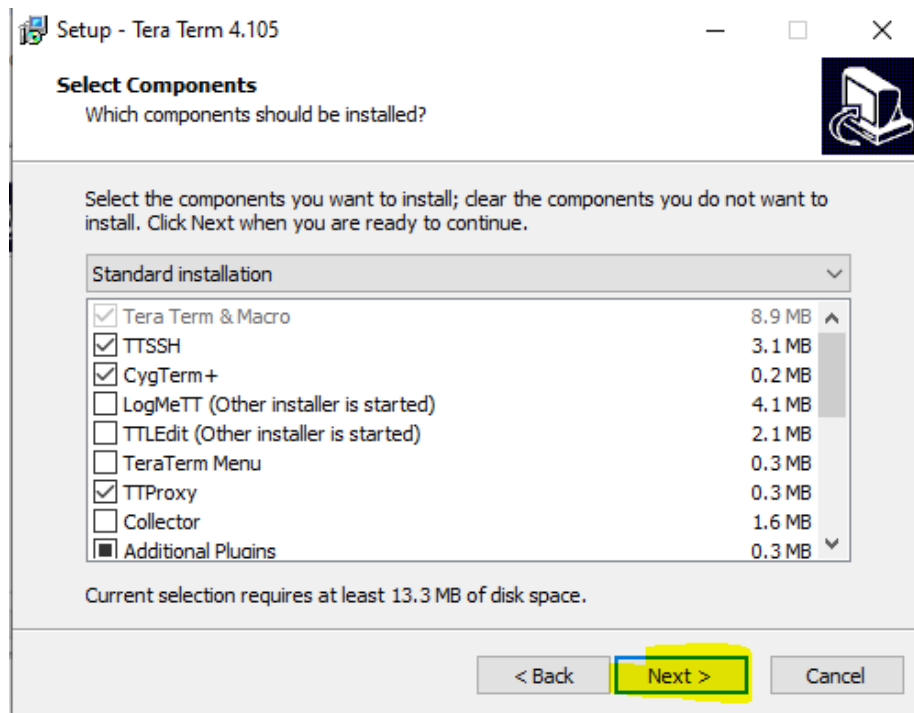 Setup - Tera Term 4.105
Select Components
Which components should be installed?
Select the components you want to install; clear the components you do not want to
install. Click Next when you are ready to continue.
Standard installation
Tera Term & Macro 8.9 MB
TTSSH 3.1 MB
CygTerm+ 0.2 MB
LogMeTT (Other installer is started) 4.1 MB
TTLEdit (Other installer is started) 2.1 MB
TeraTerm Menu 0.3 MB
TTProxy 0.3 MB
Collector 1.6 MB
Additional Plugins 0.3 MB
Current selection requires at least 13.3 MB of disk space.
< Back Next > Cancel